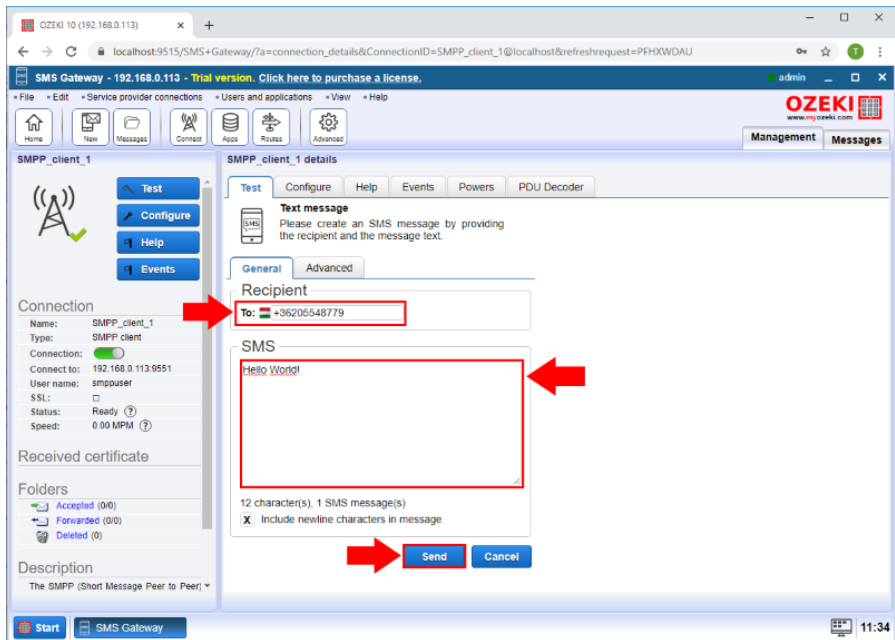 OZEKI 10 (192.168.0.113)
localhost:9515/SMS+Gateway/?a=connection_details&ConnectionID=SMPP_client_1@localhost&refreshrequest=PFHXWDAU
T
SMS Gateway - 192.168.0.113 - Trial version. Click here to purchase a license.
admin
File Edit Service provider connections Users and applications View Help
OZEKI
www.myozeki.com
Home New Messages Connect Apps Routes Advanced
Management Messages
SMPP_client_1
SMPP_client_1 details
Test
Configure
Help
Events
Test Configure Help Events Powers PDU Decoder
SMS
Text message
Please create an SMS message by providing
the recipient and the message text.
General Advanced
Recipient
To: +36205548779
SMS
Hello World!
12 character(s), 1 SMS message(s)
X Include newline characters in message
Send Cancel
Connection
Name: SMPP_client_1
Type: SMPP client
Connection:
Connect to: 192.168.0.113:9551
User name: smppuser
SSL:
Status: Ready (?)
Speed: 0.00 MPM (?)
Received certificate
Folders
Accepted (0/0)
Forwarded (0/0)
Deleted (0)
Description
The SMPP (Short Message Peer to Peer)
Start SMS Gateway
11:34